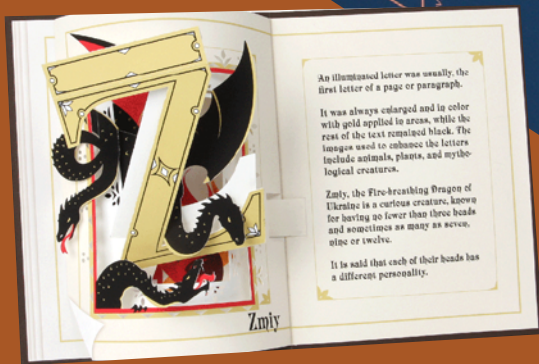 Z
Zmiy
An illuminated letter was usually, the
first letter of a page or paragraph.
It was always enlarged and in color
with gold applied in areas, while the
rest of the text remained black. The
images used to enhance the letters
include animals, plants, and mytho-
logical creatures.
Zmiy, the Fire-breathing Dragon of
Ukraine is a curious creature, known
for having no fewer than three heads
and sometimes as many as seven,
nine or twelve.
It is said that each of their heads has
a different personality.